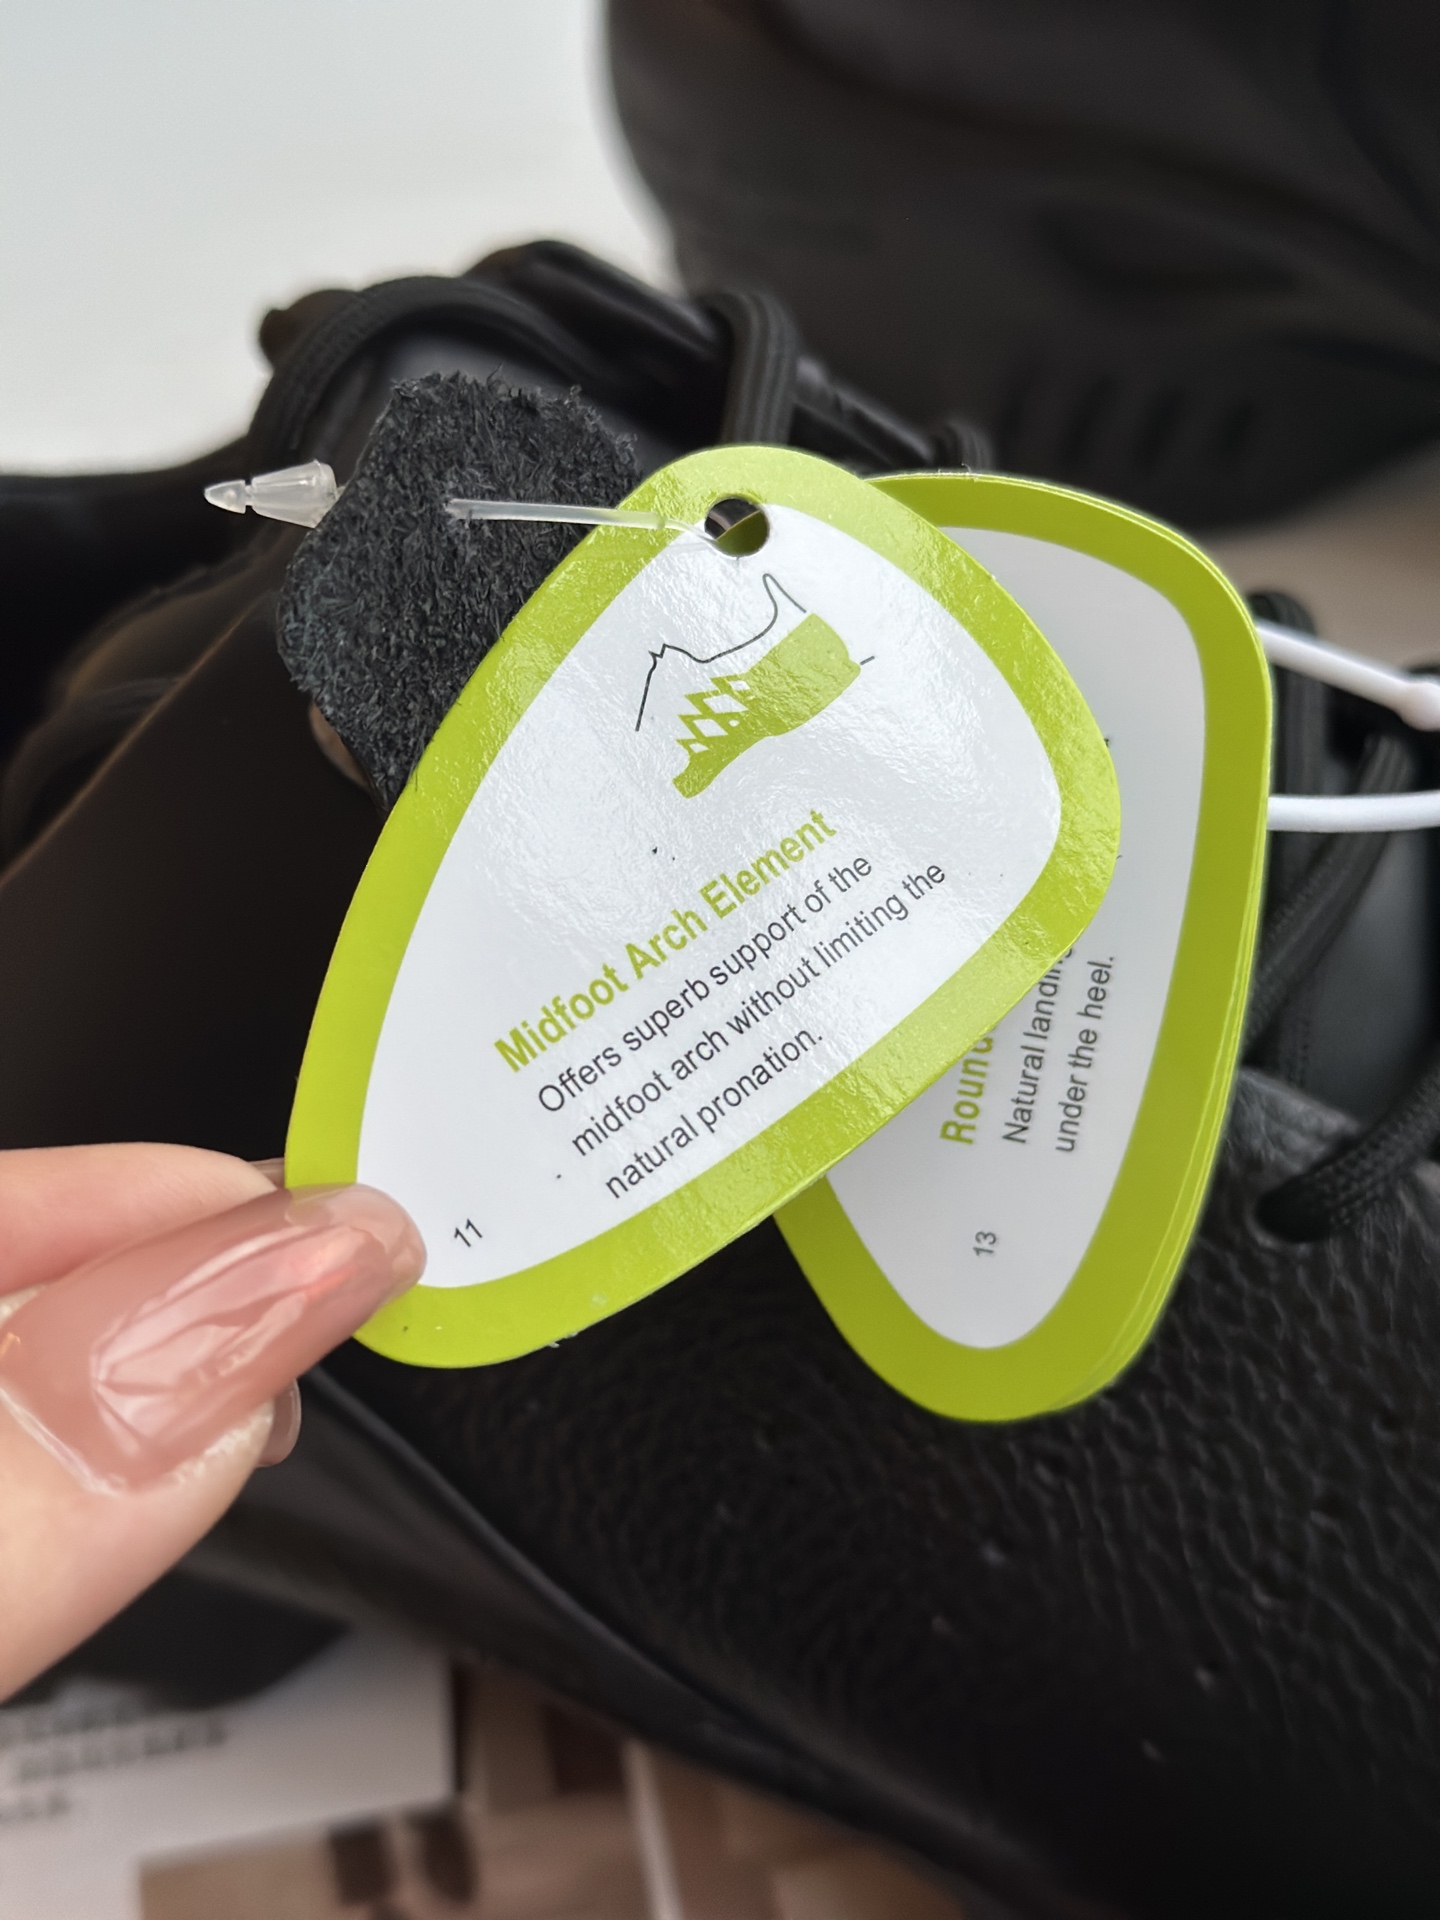 Midfoot Arch Element
Offers superb support of the
midfoot arch without limiting the
natural pronation.
11
Natural
under the heel.
13